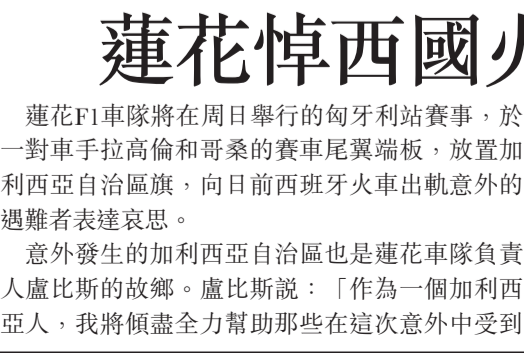 蓮花悼西國火
蓮花F1車隊將在周日舉行的匈牙利站賽事，於
一對車手拉高倫和哥桑的賽車尾翼端板，放置加
利西亞自治區旗，向日前西班牙火車出軌意外的
遇難者表達哀思。
意外發生的加利西亞自治區也是蓮花車隊負責
人盧比斯的故鄉。盧比斯説：「作為一個加利西
亞人，我將傾盡全力幫助那些在這次意外中受到